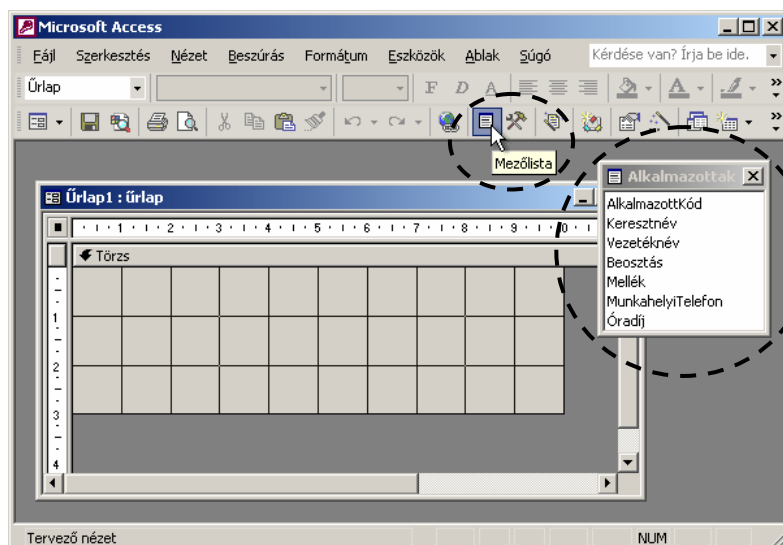 Microsoft Access
Fájl Szerkesztés Nézet Beszúrás Formátum Eszközök Ablak Súgó Kérdése van? Írja be ide.
Űrlap F D A A
Mezőlista
Alkalmazottak
AlkalmazottKód
Keresztnév
Vezetéknév
Beosztás
Mellék
MunkahelyiTelefon
Óradíj
Űrlap1 : űrlap
1 2 3 4 5 6 7 8 9 10
Törzs
1
2
3
4
Tervező nézet NUM